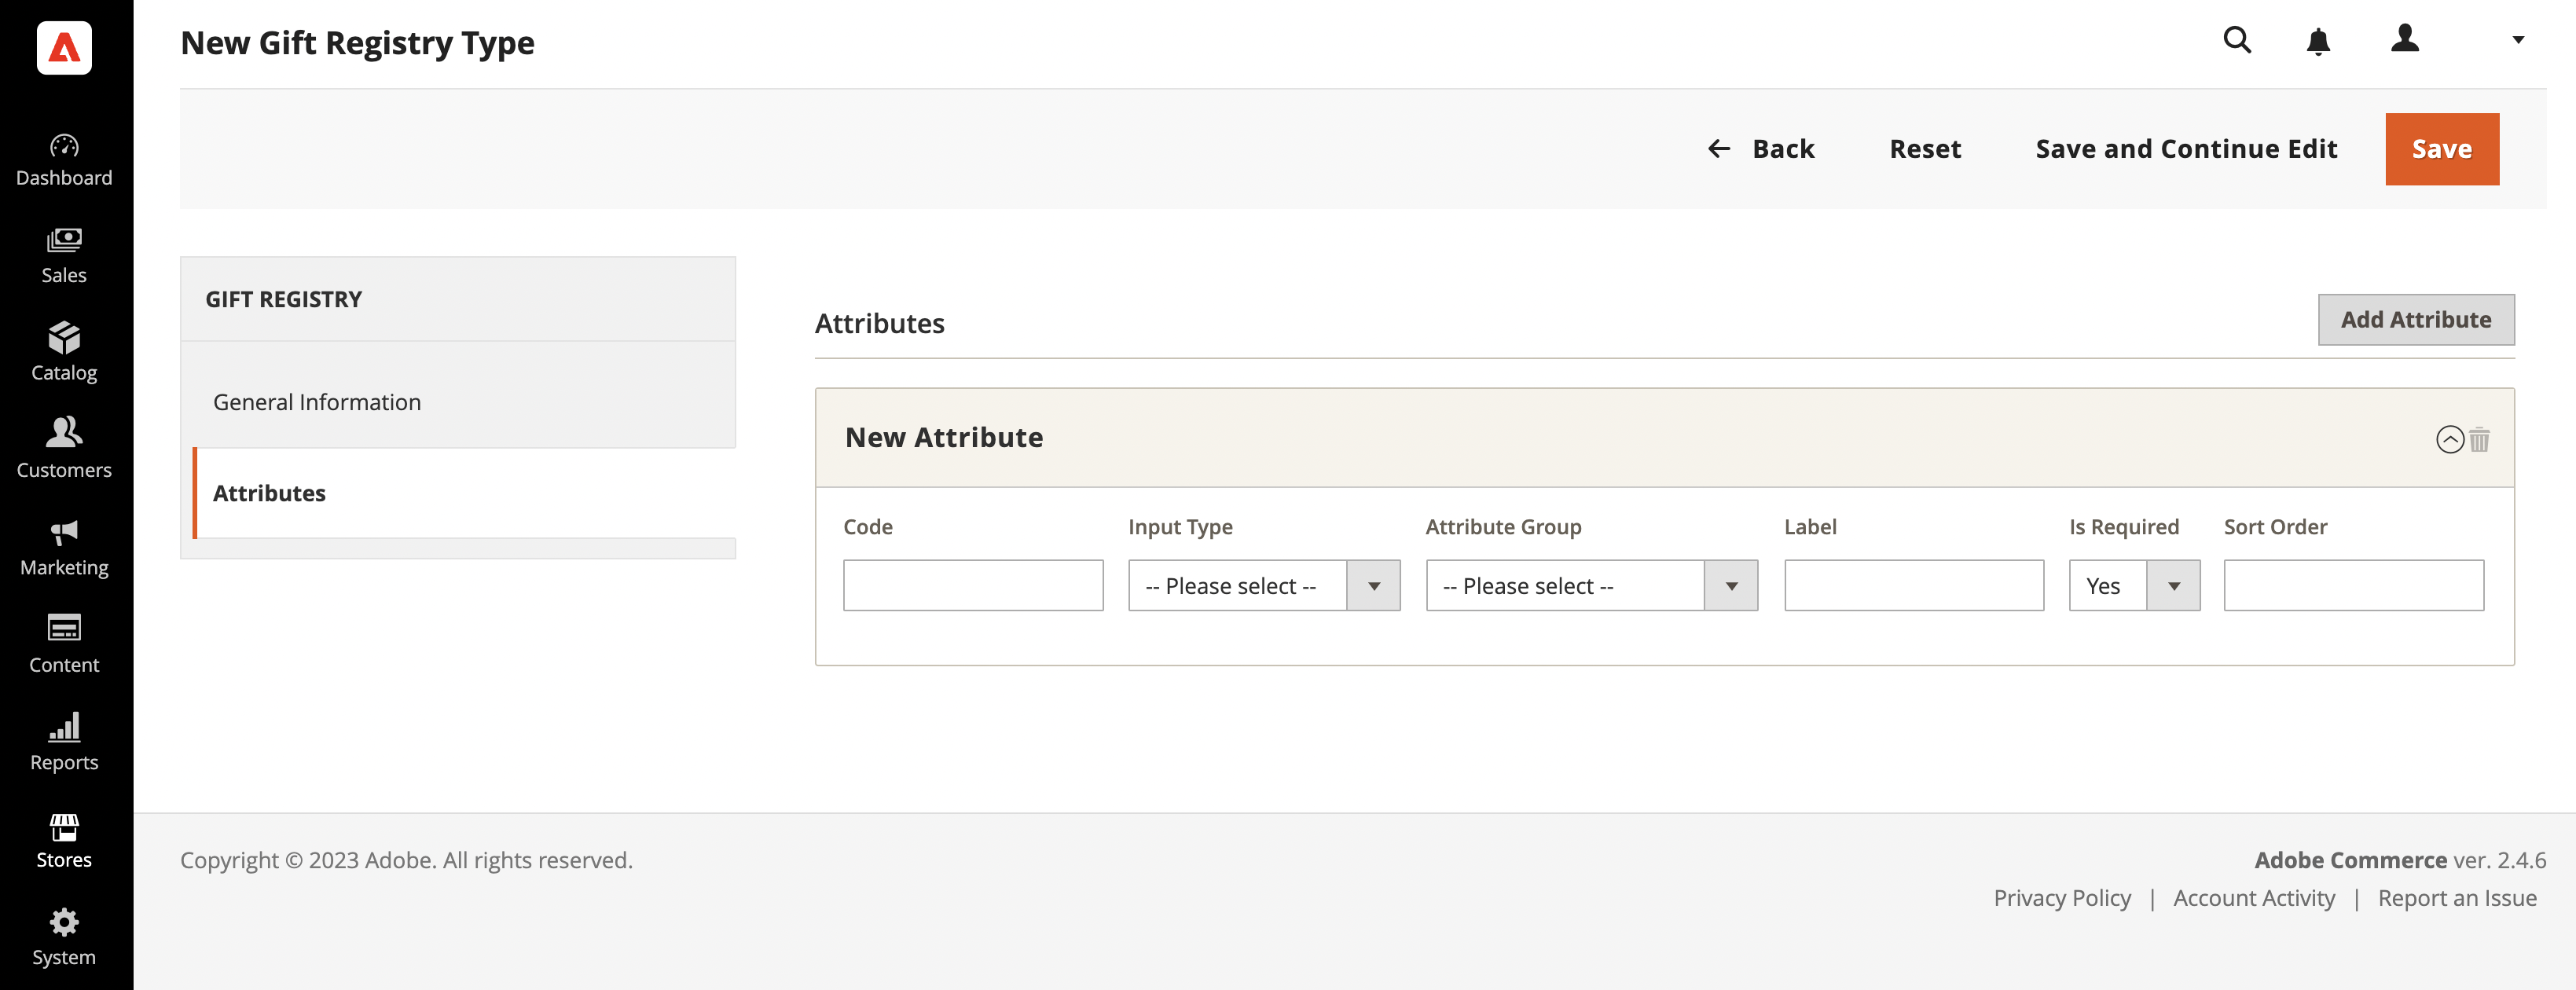 New Gift Registry Type
Back Reset Save and Continue Edit Save
Dashboard
Sales
Catalog
Customers
Marketing
Content
Reports
Stores
System
GIFT REGISTRY
General Information
Attributes
Attributes
Add Attribute
New Attribute
Code Input Type Attribute Group Label Is Required Sort Order
-- Please select -- -- Please select -- Yes
Copyright © 2023 Adobe. All rights reserved.
Adobe Commerce ver. 2.4.6
Privacy Policy | Account Activity | Report an Issue